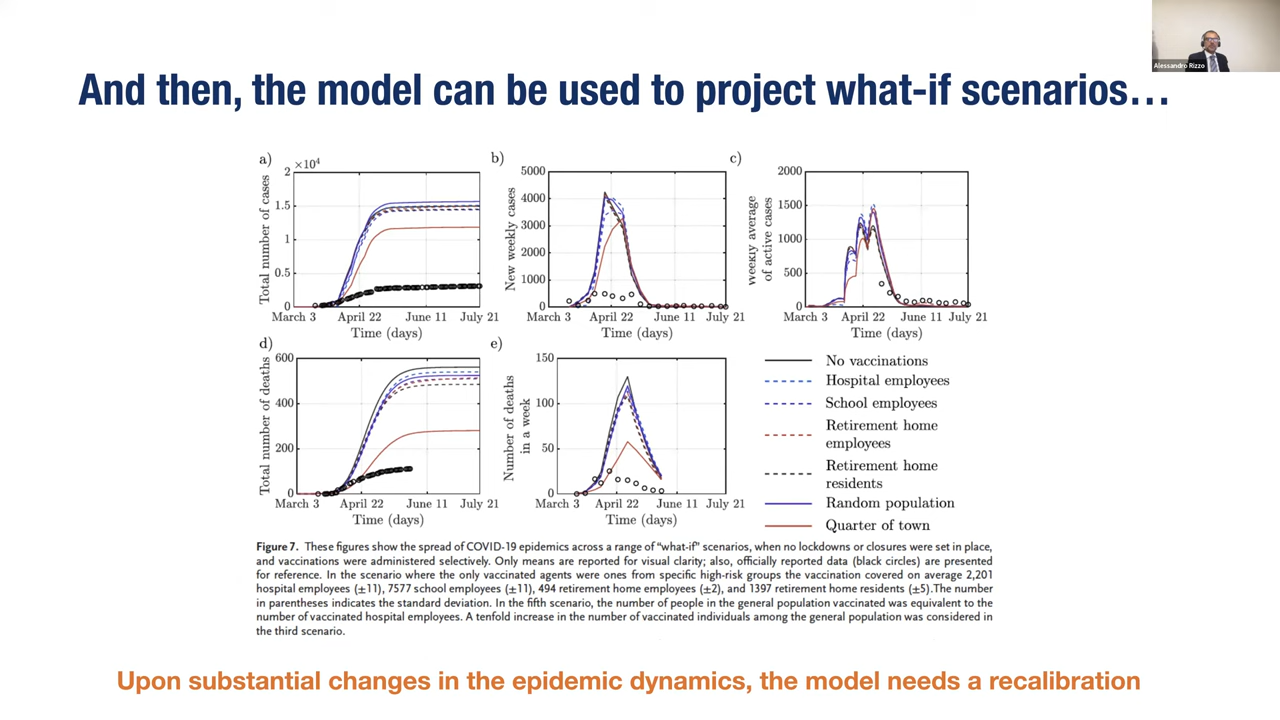 Alessandro Rizzo
And then, the model can be used to project what-if scenarios…
a)
×10⁴
2
1.5
1
0.5
0
Total number of cases
March 3 April 22 June 11 July 21
Time (days)
b)
5000
4000
3000
2000
1000
0
New weekly cases
March 3 April 22 June 11 July 21
Time (days)
c)
2000
1500
1000
500
0
Weekly average
of active cases
March 3 April 22 June 11 July 21
Time (days)
d)
600
400
200
0
Total number of deaths
March 3 April 22 June 11 July 21
Time (days)
e)
150
100
50
0
Number of deaths
in a week
March 3 April 22 June 11 July 21
Time (days)
No vaccinations
Hospital employees
School employees
Retirement home
employees
Retirement home
residents
Random population
Quarter of town
Figure 7. These figures show the spread of COVID-19 epidemics across a range of “what-if” scenarios, when no lockdowns or closures were set in place,
and vaccinations were administered selectively. Only means are reported for visual clarity; also, officially reported data (black circles) are presented
for reference. In the scenario where the only vaccinated agents were ones from specific high-risk groups the vaccination covered on average 2,201
hospital employees (±11), 7577 school employees (±11), 494 retirement home employees (±2), and 1397 retirement home residents (±5).The number
in parentheses indicates the standard deviation. In the fifth scenario, the number of people in the general population vaccinated was equivalent to the
number of vaccinated hospital employees. A tenfold increase in the number of vaccinated individuals among the general population was considered in
the third scenario.
Upon substantial changes in the epidemic dynamics, the model needs a recalibration